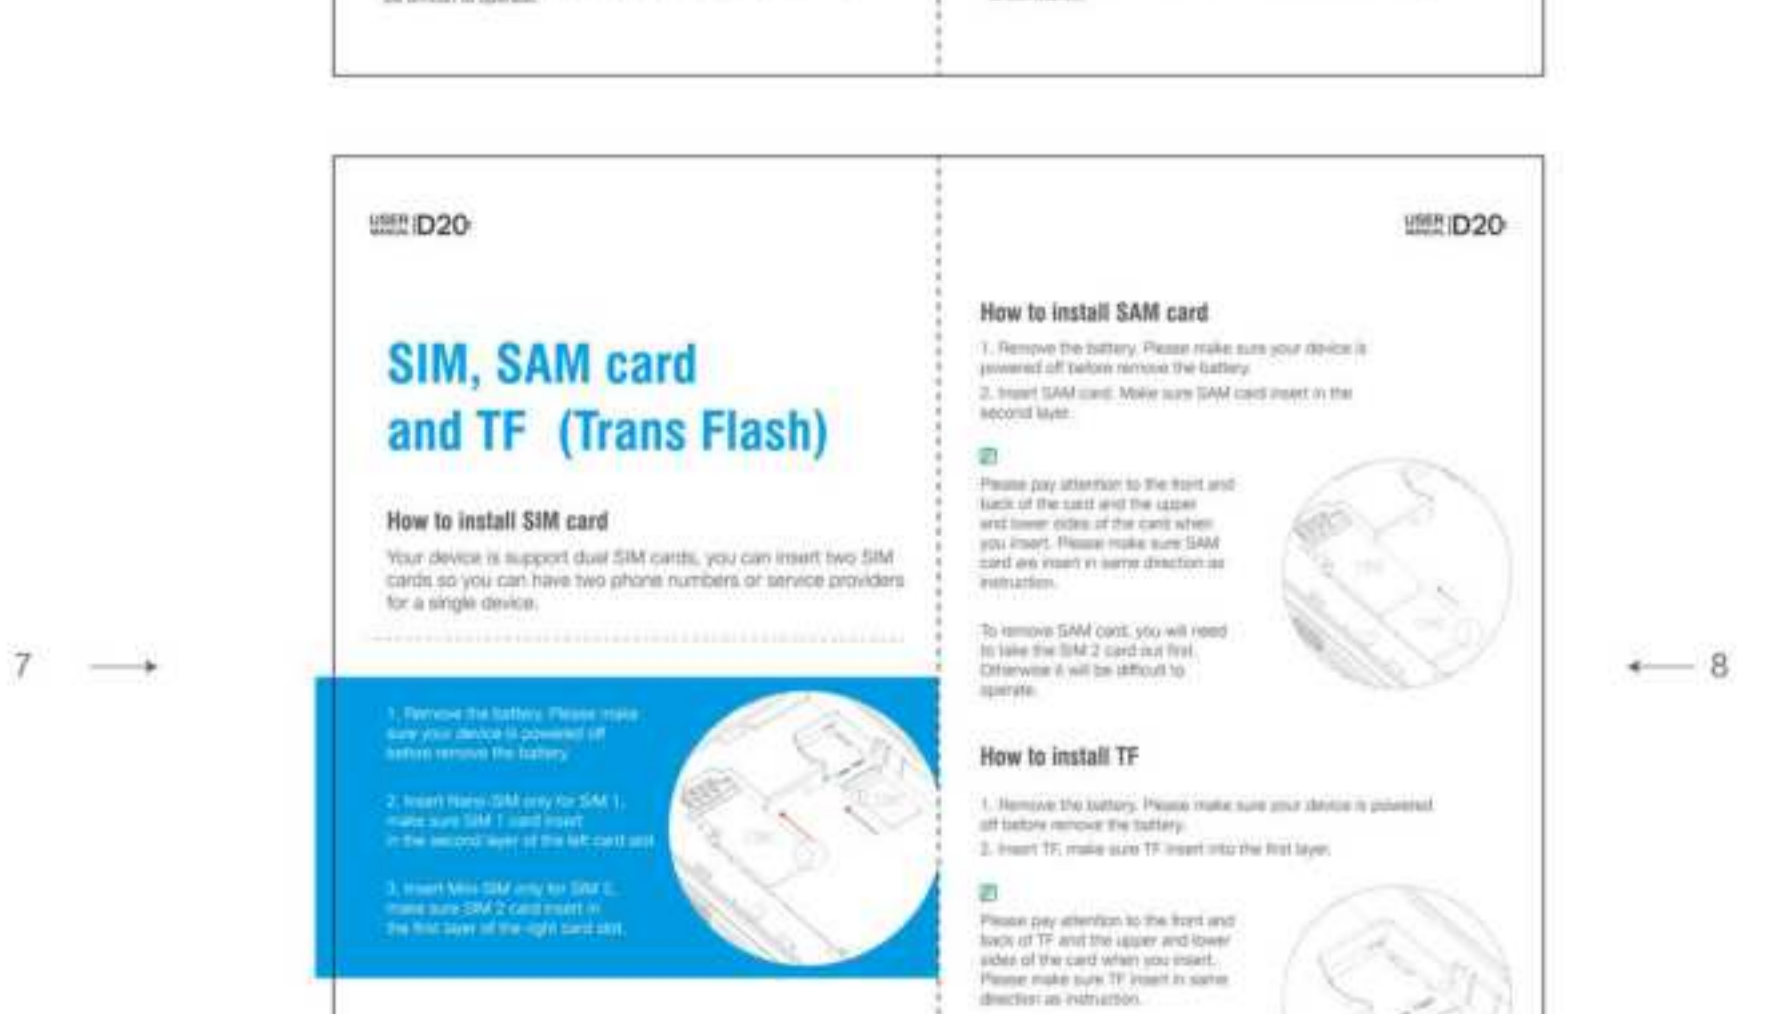 USER MANUAL D20
SIM, SAM card
and TF (Trans Flash)
How to install SIM card
Your device is support dual SIM cards, you can insert two SIM
cards so you can have two phone numbers or service providers
for a single device.
7
1. Remove the battery. Please make
sure your device is powered off
before remove the battery.
2. Insert Nano-SIM only for SIM 1,
make sure SIM 1 card insert
in the second layer of the left card slot
3. Insert Mini-SIM only for SIM 2,
make sure SIM 2 card insert in
the first layer of the right card slot.
USER MANUAL D20
How to install SAM card
1. Remove the battery. Please make sure your device is
powered off before remove the battery.
2. Insert SAM card. Make sure SAM card insert in the
second layer.
Please pay attention to the front and
back of the card and the upper
and lower sides of the card when
you insert. Please make sure SAM
card are insert in same direction as
instruction.
To remove SAM card, you will need
to take the SIM 2 card out first.
Otherwise it will be difficult to
operate.
8
How to install TF
1. Remove the battery. Please make sure your device is powered
off before remove the battery.
2. Insert TF, make sure TF insert into the first layer.
Please pay attention to the front and
back of TF and the upper and lower
sides of the card when you insert.
Please make sure TF insert in same
direction as instruction.